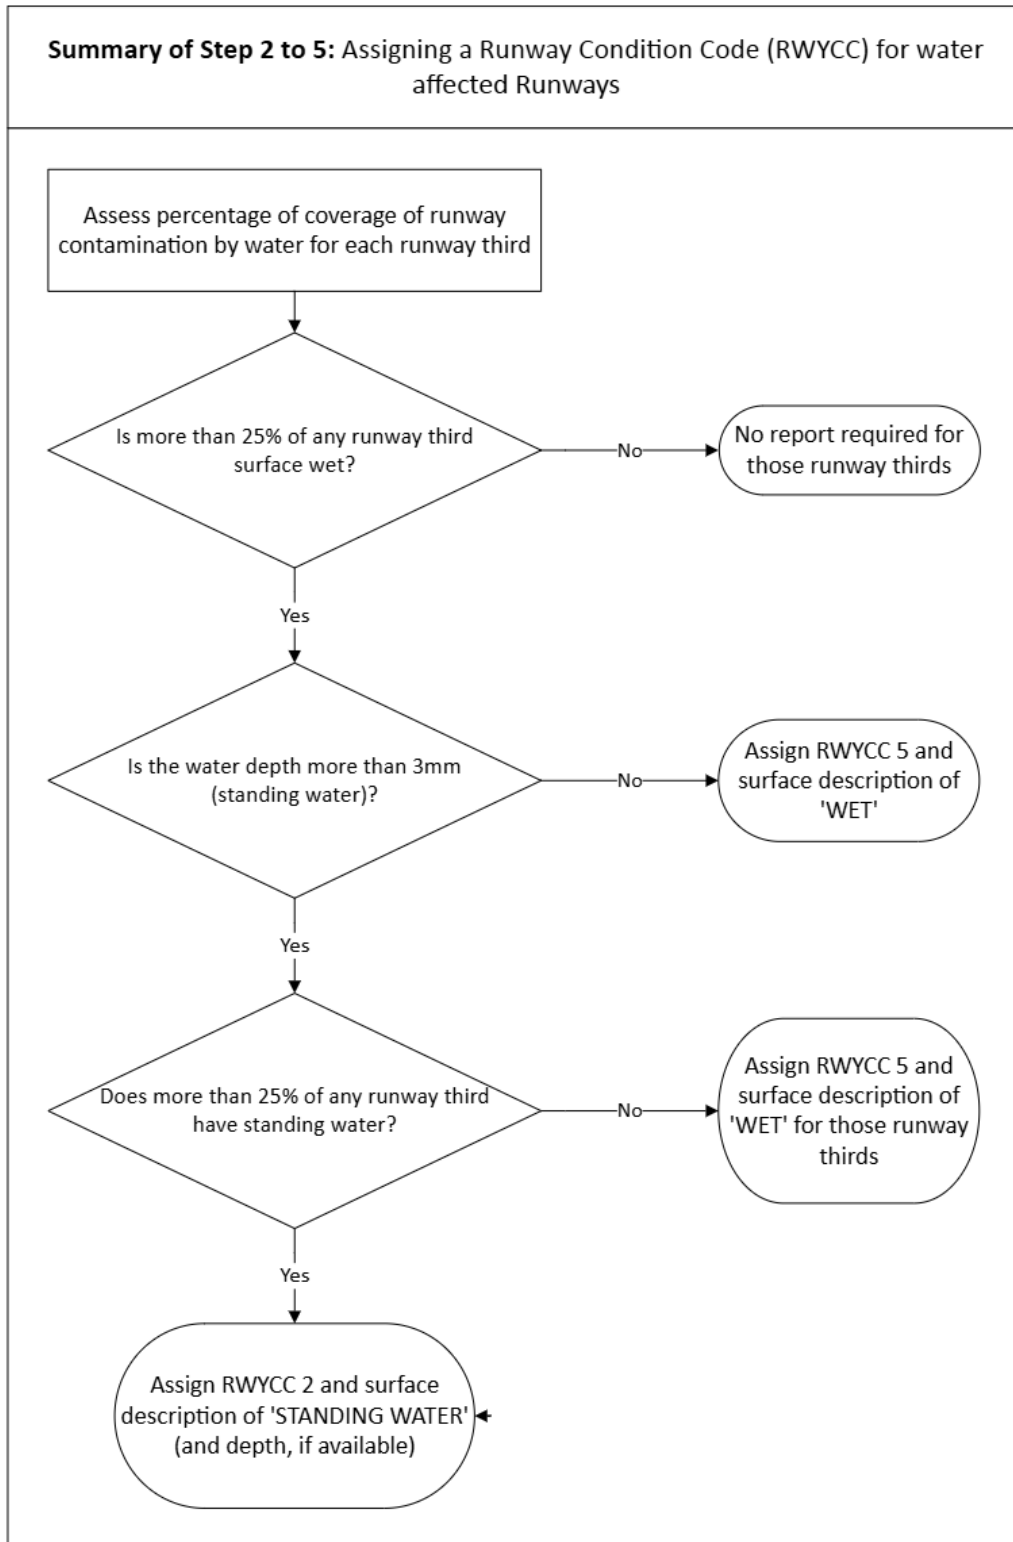 Summary of Step 2 to 5: Assigning a Runway Condition Code (RWYCC) for water
affected Runways
Assess percentage of coverage of runway
contamination by water for each runway third
Is more than 25% of any runway third
surface wet?
No
No report required for
those runway thirds
Yes
Is the water depth more than 3mm
(standing water)?
No
Assign RWYCC 5 and
surface description of
'WET'
Yes
Does more than 25% of any runway third
have standing water?
No
Assign RWYCC 5 and
surface description of
'WET' for those runway
thirds
Yes
Assign RWYCC 2 and surface
description of 'STANDING WATER'
(and depth, if available)